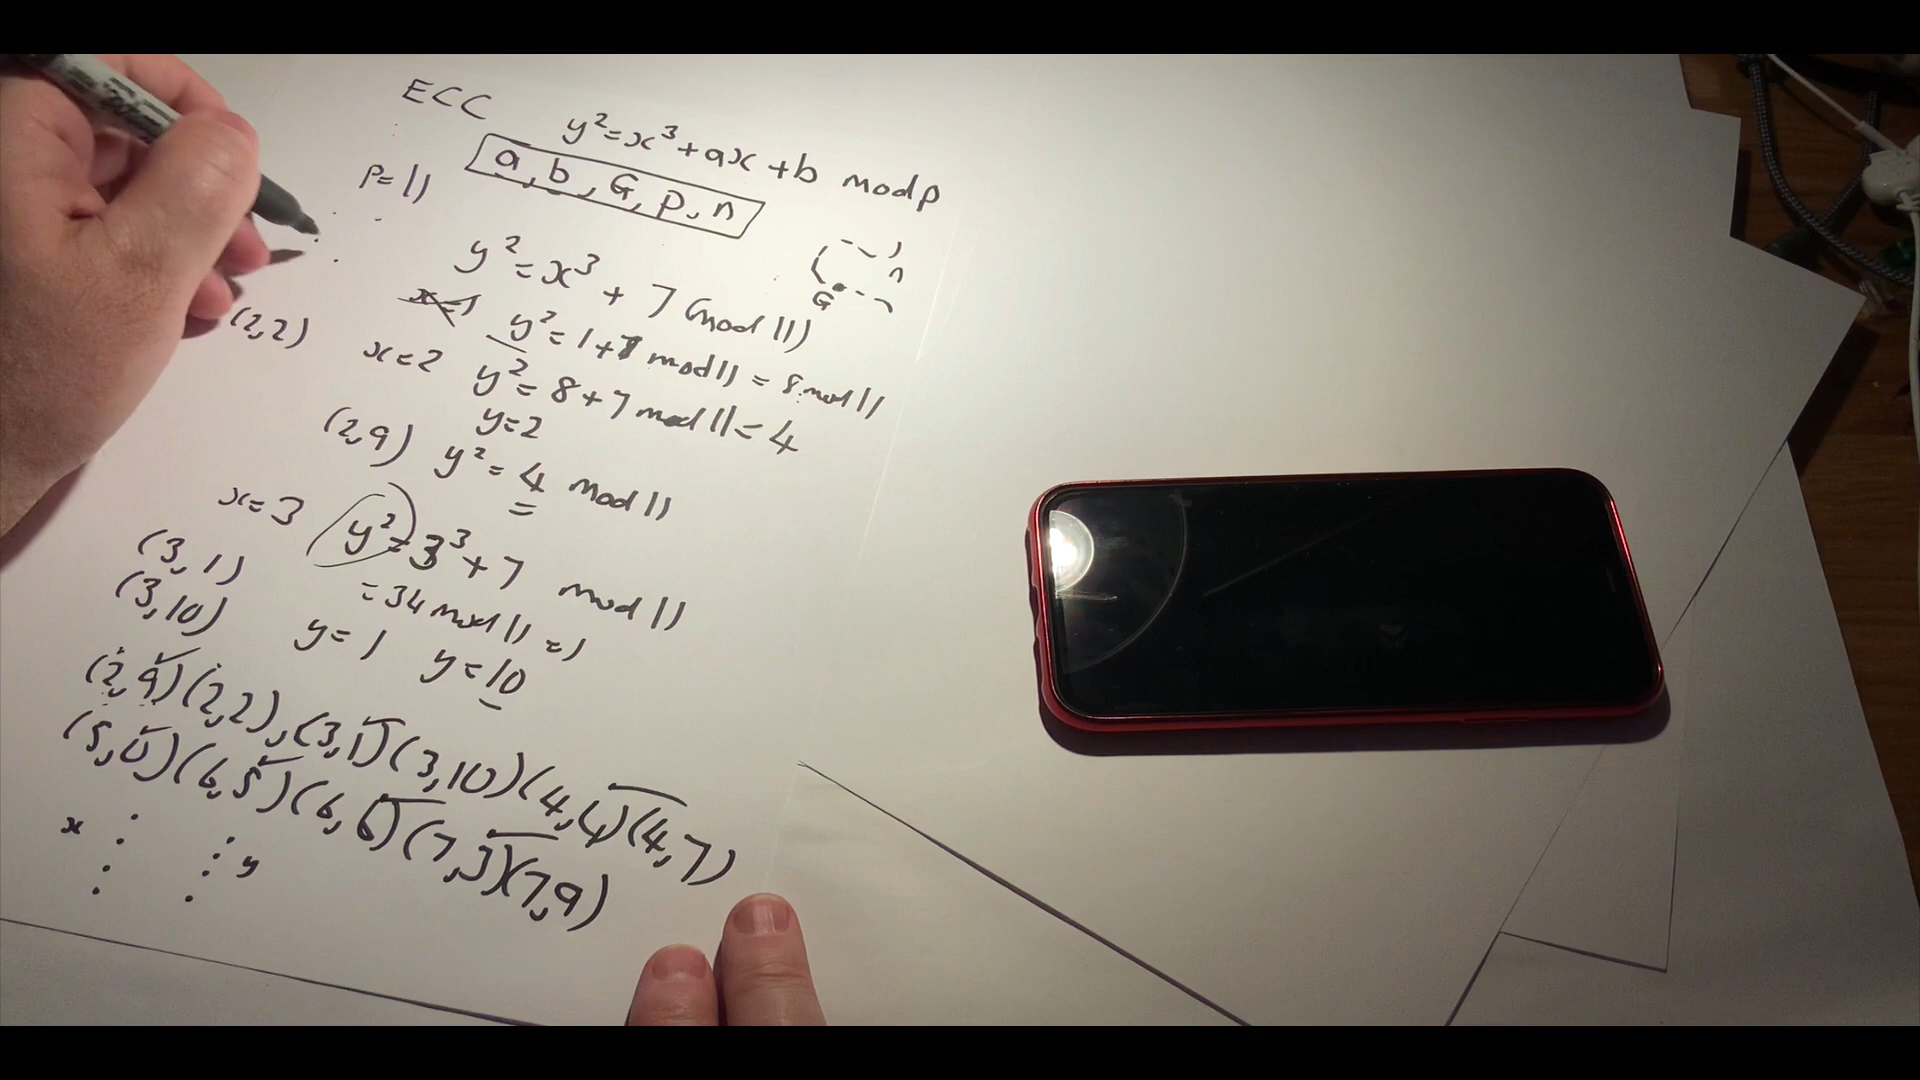 ECC
y²=x³+ax+b mod p
a, b, G, p, n
P=11
y²=x³+7 (mod 11)
G n
x=1 y²=1+7 mod 11 = 8 mod 11
(2,2) x=2 y²=8+7 mod 11=4
y=2
(2,9) y²=4 mod 11
x=3 y²=3³+7 mod 11
(3,1) =34 mod 11 =1
(3,10) y=1 y=10
(2,9)(2,2),(3,1)(3,10)(4,4)(4,7)
(5,0)(6,5)(6,6)(7,3)(7,9)
x y